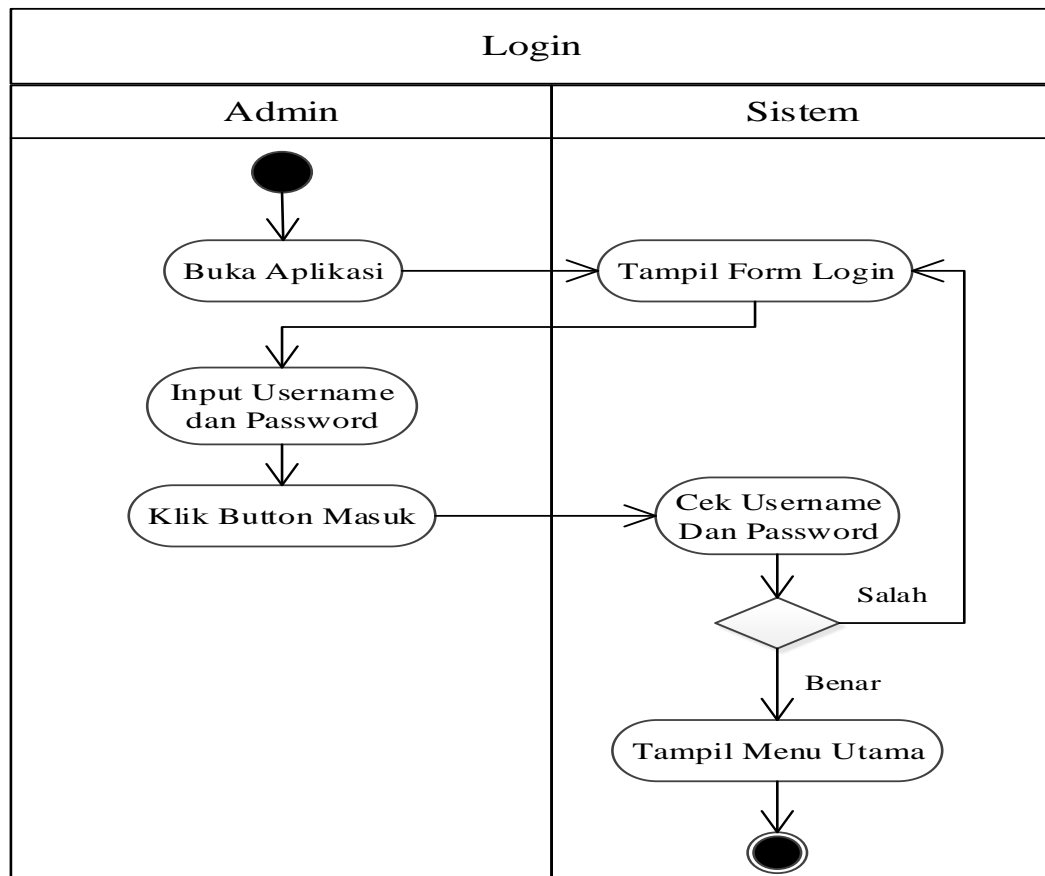 Login
Admin
Sistem
Buka Aplikasi
Tampil Form Login
Input Username
dan Password
Klik Button Masuk
Cek Username
Dan Password
Salah
Benar
Tampil Menu Utama